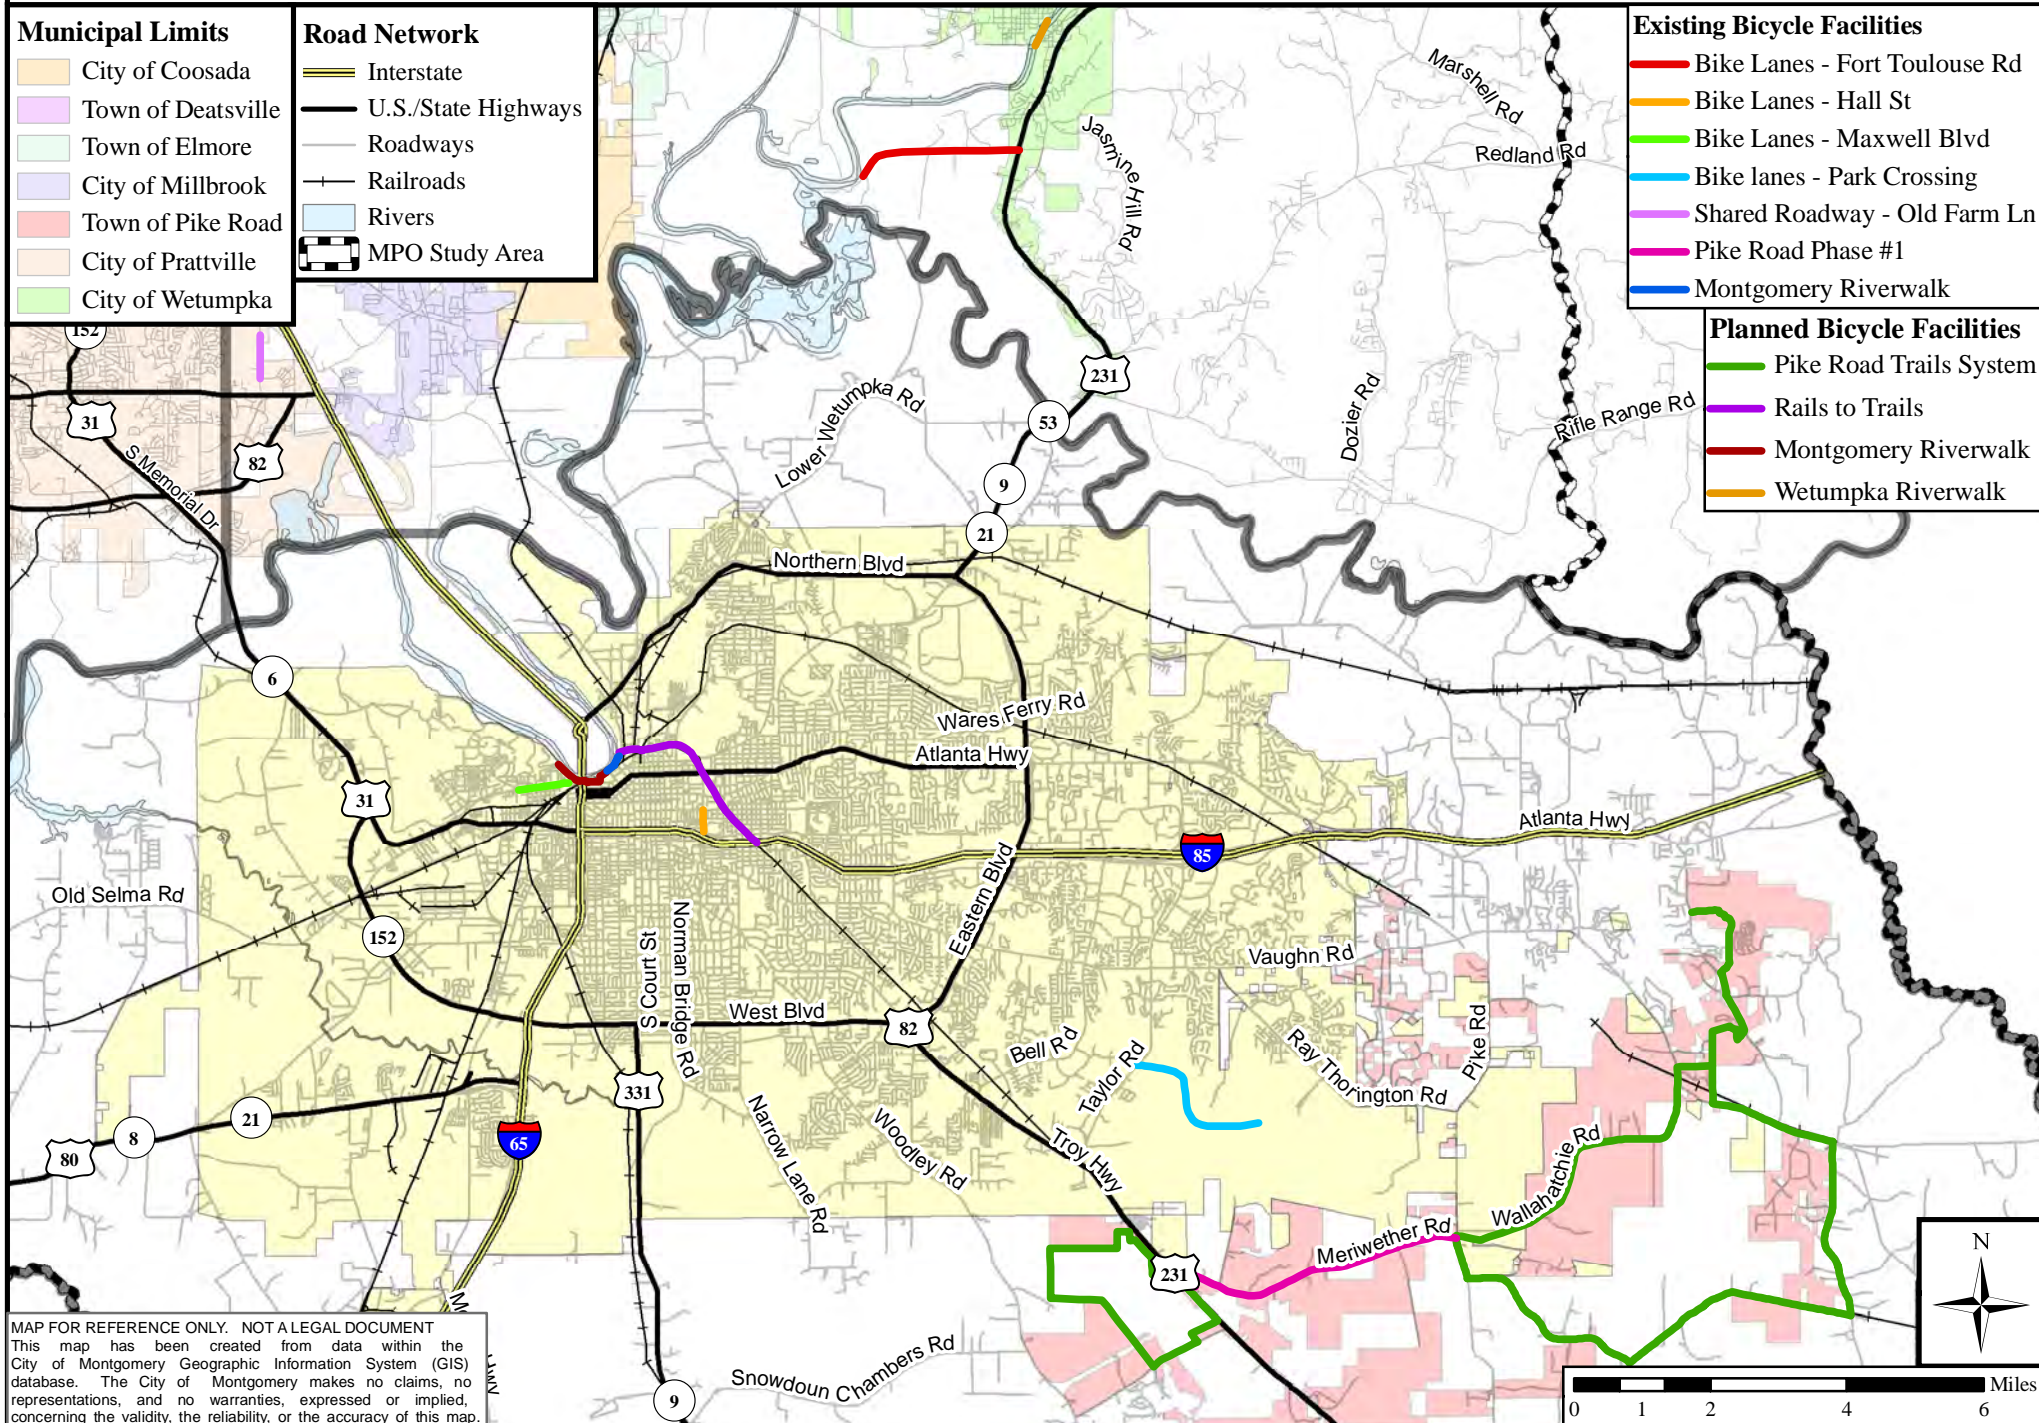 Municipal Limits
City of Coosada
Town of Deatsville
Town of Elmore
City of Millbrook
Town of Pike Road
City of Prattville
City of Wetumpka
Road Network
Interstate
U.S./State Highways
Roadways
Railroads
Rivers
MPO Study Area
Existing Bicycle Facilities
Bike Lanes - Fort Toulouse Rd
Bike Lanes - Hall St
Bike Lanes - Maxwell Blvd
Bike lanes - Park Crossing
Shared Roadway - Old Farm Ln
Pike Road Phase #1
Montgomery Riverwalk
Planned Bicycle Facilities
Pike Road Trails System
Rails to Trails
Montgomery Riverwalk
Wetumpka Riverwalk
Marshell Rd
Redland Rd
Jasmine Hill Rd
152
31
82
S Memorial Dr
231
53
Lower Wetumpka Rd
Dozier Rd
Rifle Range Rd
9
21
Northern Blvd
6
Wares Ferry Rd
Atlanta Hwy
31
Atlanta Hwy
85
Old Selma Rd
152
Eastern Blvd
Norman Bridge Rd
S Court St
Vaughn Rd
West Blvd
82
Bell Rd
Pike Rd
Taylor Rd
Ray Thorington Rd
331
21
8
80
65
Narrow Lane Rd
Woodley Rd
Troy Hwy
Wallahatchie Rd
Meriwether Rd
231
Snowdoun Chambers Rd
9
Hwy
N
Miles
0 1 2 4 6
MAP FOR REFERENCE ONLY. NOT A LEGAL DOCUMENT
This map has been created from data within the
City of Montgomery Geographic Information System (GIS)
database. The City of Montgomery makes no claims, no
representations, and no warranties, expressed or implied,
concerning the validity, the reliability, or the accuracy of this map.